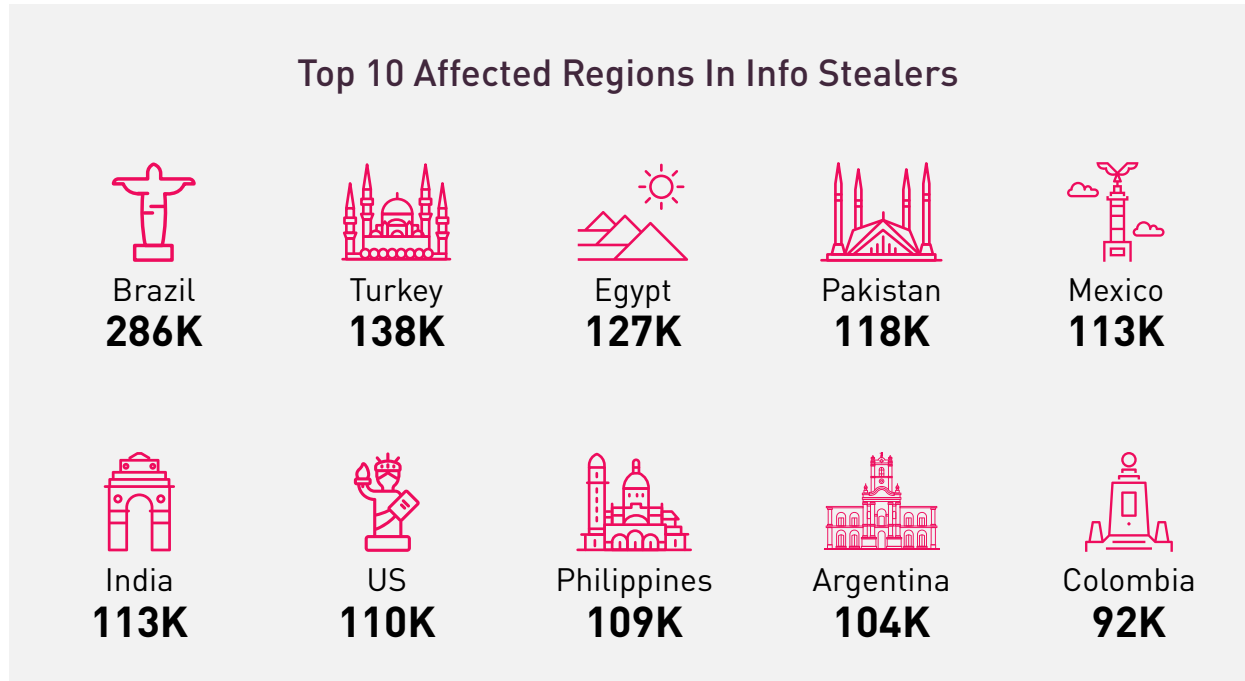 Top 10 Affected Regions In Info Stealers
Brazil
286K
Turkey
138K
Egypt
127K
Pakistan
118K
Mexico
113K
India
113K
US
110K
Philippines
109K
Argentina
104K
Colombia
92K